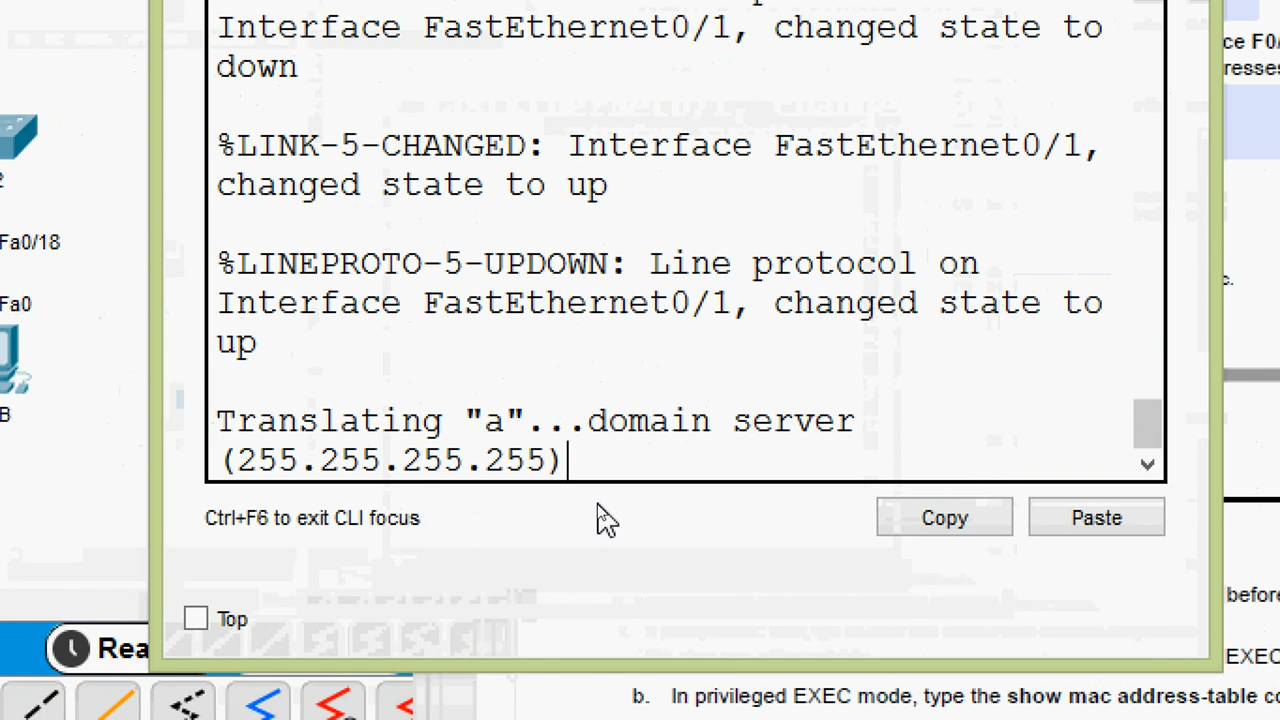 Interface FastEthernet0/1, changed state to
down
%LINK-5-CHANGED: Interface FastEthernet0/1,
changed state to up
%LINEPROTO-5-UPDOWN: Line protocol on
Interface FastEthernet0/1, changed state to
up
Translating "a"...domain server
(255.255.255.255)
Ctrl+F6 to exit CLI focus
Copy
Paste
Top
Fa0/18
Fa0
B
Rea
ce F0/
resses
c.
before
EXEC
b. In privileged EXEC mode, type the show mac address-table co